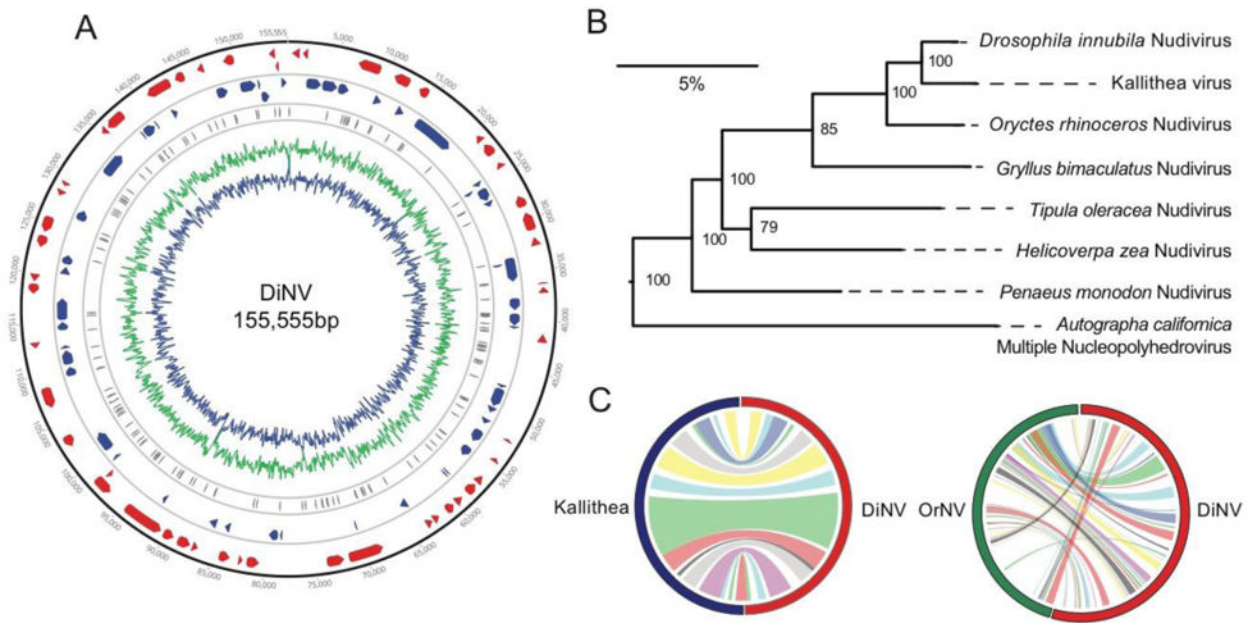 A
155,555
5,000
10,000
15,000
20,000
25,000
30,000
35,000
40,000
45,000
50,000
55,000
60,000
65,000
70,000
75,000
80,000
85,000
90,000
95,000
100,000
105,000
110,000
115,000
120,000
125,000
130,000
135,000
140,000
145,000
150,000
DiNV
155,555bp
B
5%
Drosophila innubila Nudivirus
Kallithea virus
Oryctes rhinoceros Nudivirus
Gryllus bimaculatus Nudivirus
Tipula oleracea Nudivirus
Helicoverpa zea Nudivirus
Penaeus monodon Nudivirus
Autographa californica
Multiple Nucleopolyhedrovirus
100
100
85
100
79
100
100
C
Kallithea
DiNV
OrNV
DiNV